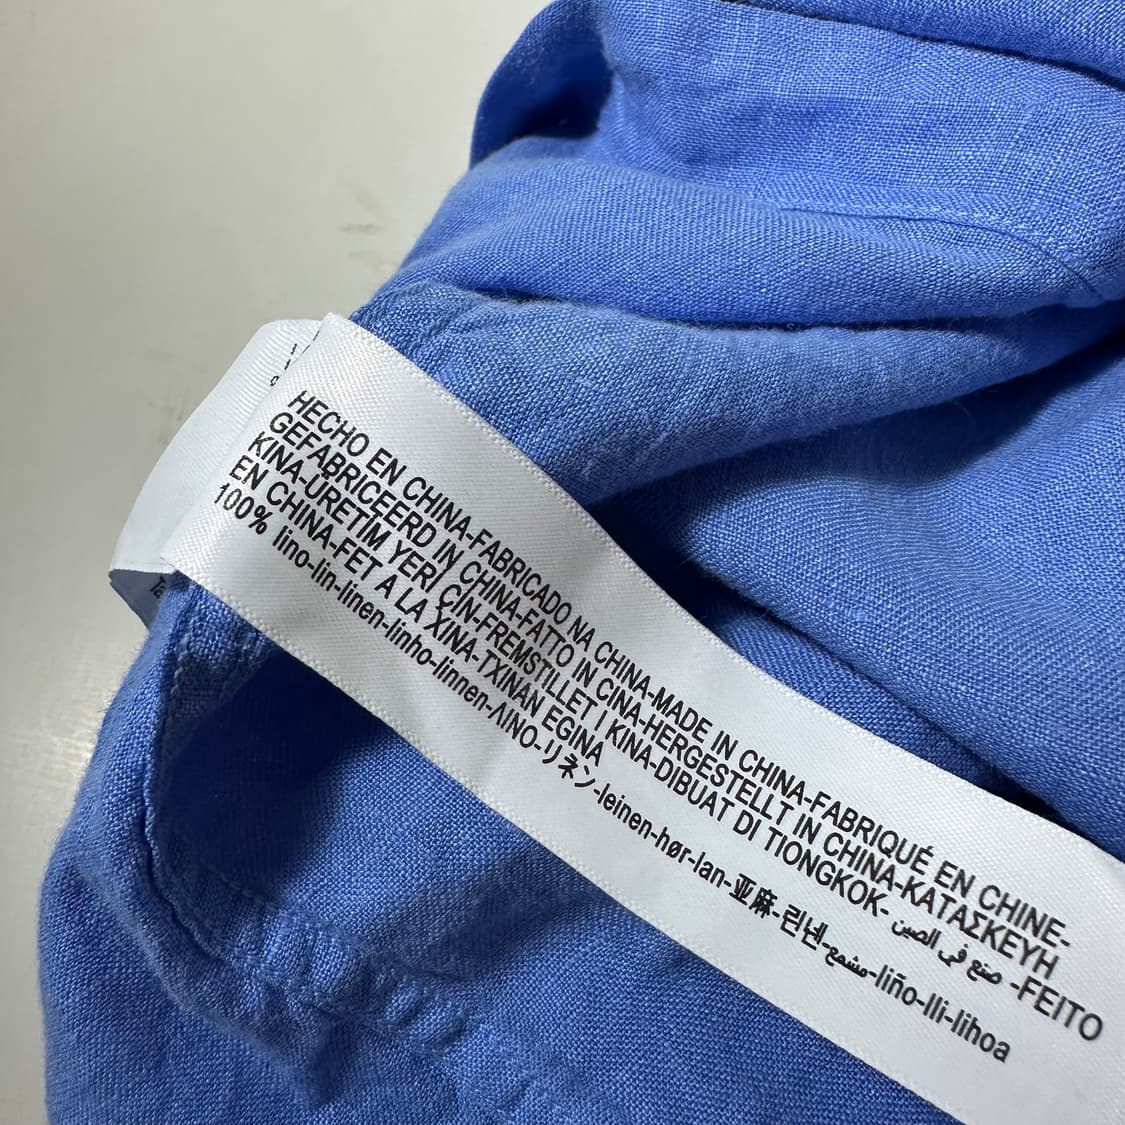 HECHO EN CHINA-FABRICADO NA CHINA-MADE IN CHINA-FABRIQUÉ EN CHINE-
GEFABRICEERD IN CHINA-FATTO IN CINA-HERGESTELLT IN CHINA-ΚΑΤΑΣΚΕΥΗ
KINA-ÜRETİM YERİ ÇİN-FREMSTILLET I KINA-DIBUAT DI TIONGKOK- صنع في الصين -FEITO
EN CHINA-FET A LA XINA-TXINAN EGINA
100% lino-lin-linen-linho-linnen-ΛΙΝΟ-リネン-leinen-hør-lan-亚麻-린넨-مشمع-liño-lli-lihoa